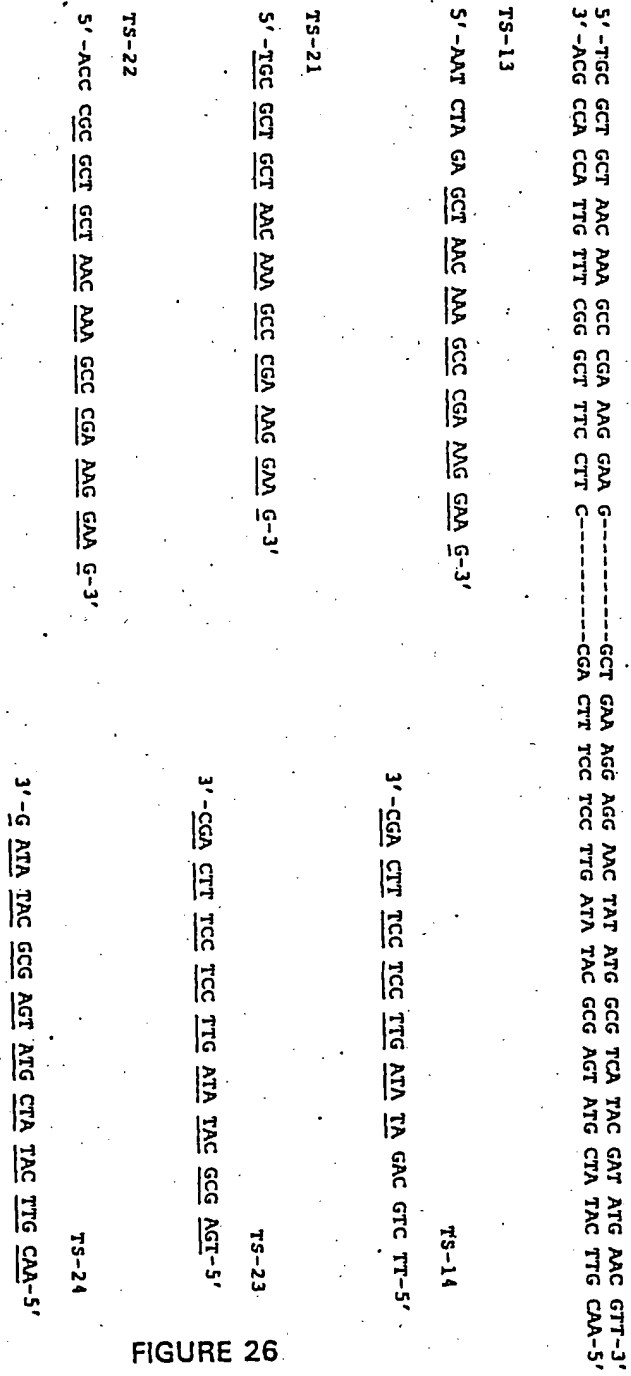 5'-TGC GCT GCT AAC AAA GCC CGA AAG GAA G----------GCT GAA AGG AGG AAC TAT ATG GCG TCA TAC GAT ATG AAC GTT-3'
3'-ACG CCA CCA TTG TTT CGG GCT TTC CTT C----------CGA CTT TCC TCC TTG ATA TAC GCG AGT ATG CTA TAC TTG CAA-5'
TS-13
5'-AAT CTA GA GCT AAC AAA GCC CGA AAG GAA G-3'
TS-14
3'-CGA CTT TCC TCC TTG ATA TA GAC GTC TT-5'
TS-21
5'-TGC GCT GCT AAC AAA GCC CGA AAG GAA G-3'
TS-23
3'-CGA CTT TCC TCC TTG ATA TAC GCG AGT-5'
TS-22
5'-ACC CGC GCT GCT AAC AAA GCC CGA AAG GAA G-3'
TS-24
3'-G ATA TAC GCG AGT ATG CTA TAC TTG CAA-5'
FIGURE 26